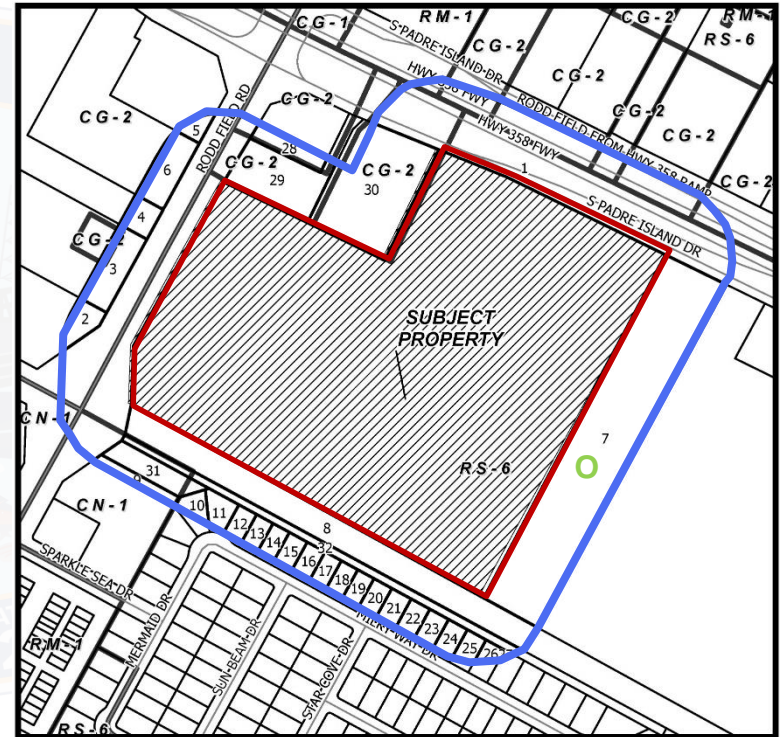 CG-1
RM-1
CG-2
RM-1
RS-6
S PADRE ISLAND DR
CG-2
HWY 358 FWY
CG-2
CG-2
RODD FIELD FROM HWY 358 RAMP
CG-2
CG-2
HWY 358 FWY
CG-2
CG-2
RODD FIELD RD
5
28
6
CG-2
29
CG-2
30
1
S PADRE ISLAND DR
4
CG-2
3
2
SUBJECT
PROPERTY
CN-1
7
O
RS-6
31
9
CN-1
10
11
12
13
14
15
16
17
18
19
20
21
22
23
24
25
26
8
32
SPARKLE SEA DR
MERMAID DR
SUN BEAM DR
STAR COVE DR
MILKY WAY DR
RM-1
RS-6